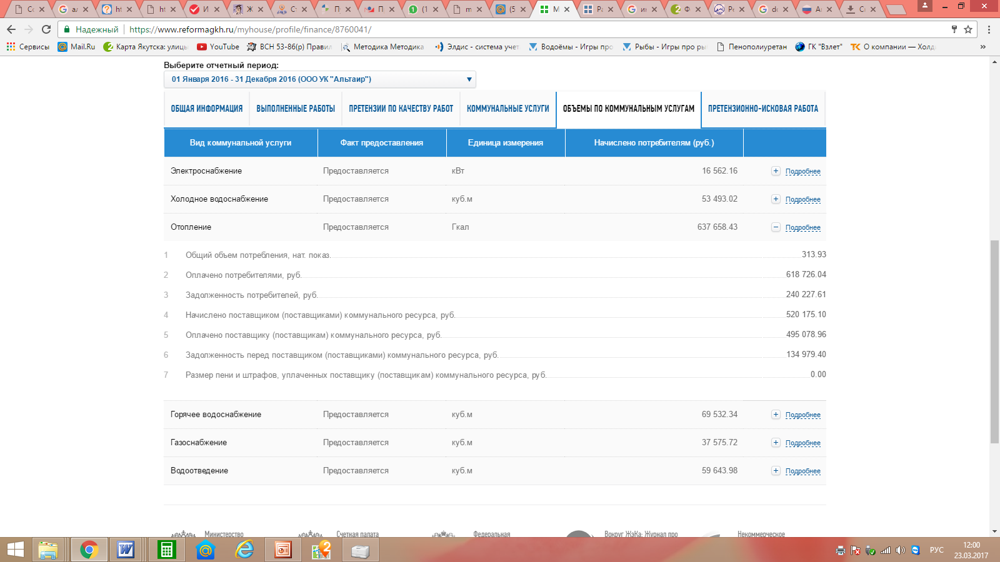 Надежный https://www.reformagkh.ru/myhouse/profile/finance/8760041/
Сервисы Mail.Ru Карта Якутска: улицы YouTube ВСН 53-86(р) Правил Методика Методика Элдис - система учет Водоёмы - Игры про Рыбы - Игры про ры Пенополиуретан ГК "Взлет" О компании — Холд »
Выберите отчетный период:
01 Января 2016 - 31 Декабря 2016 (ООО УК "Альтаир")
ОБЩАЯ ИНФОРМАЦИЯ ВЫПОЛНЕННЫЕ РАБОТЫ ПРЕТЕНЗИИ ПО КАЧЕСТВУ РАБОТ КОММУНАЛЬНЫЕ УСЛУГИ ОБЪЕМЫ ПО КОММУНАЛЬНЫМ УСЛУГАМ ПРЕТЕНЗИОННО-ИСКОВАЯ РАБОТА
Вид коммунальной услуги Факт предоставления Единица измерения Начислено потребителям (руб.)
Электроснабжение Предоставляется кВт 16 562.16 Подробнее
Холодное водоснабжение Предоставляется куб.м 53 493.02 Подробнее
Отопление Предоставляется Гкал 637 658.43 Подробнее
1 Общий объем потребления, нат. показ. 313.93
2 Оплачено потребителями, руб. 618 726.04
3 Задолженность потребителей, руб. 240 227.61
4 Начислено поставщиком (поставщиками) коммунального ресурса, руб. 520 175.10
5 Оплачено поставщику (поставщикам) коммунального ресурса, руб. 495 078.96
6 Задолженность перед поставщиком (поставщиками) коммунального ресурса, руб. 134 979.40
7 Размер пени и штрафов, уплаченных поставщику (поставщикам) коммунального ресурса, руб. 0.00
Горячее водоснабжение Предоставляется куб.м 69 532.34 Подробнее
Газоснабжение Предоставляется куб.м 37 575.72 Подробнее
Водоотведение Предоставляется куб.м 59 643.98 Подробнее
Министерство Счетная палата Федеральная Вокруг ЖэКа: Журнал про Некоммерческое
РУС 12:00
23.03.2017